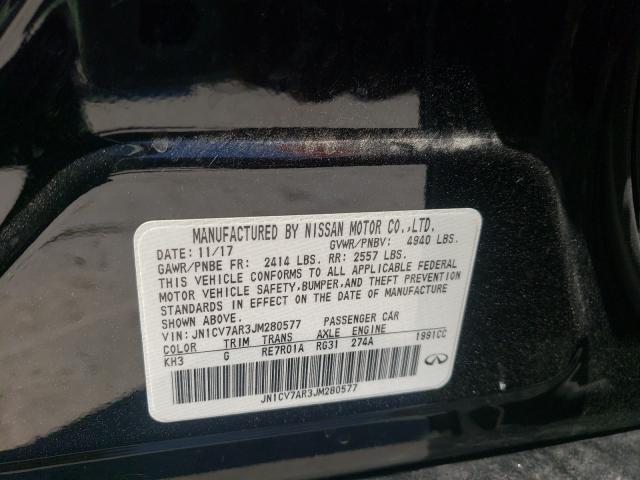 MANUFACTURED BY NISSAN MOTOR CO.,LTD.
DATE: 11/17 GVWR/PNBV: 4940 LBS.
GAWR/PNBE FR: 2414 LBS. RR: 2557 LBS.
THIS VEHICLE CONFORMS TO ALL APPLICABLE FEDERAL
MOTOR VEHICLE SAFETY,BUMPER,AND THEFT PREVENTION
STANDARDS IN EFFECT ON THE DATE OF MANUFACTURE
SHOWN ABOVE.
VIN: JN1CV7AR3JM280577 PASSENGER CAR
COLOR TRIM TRANS AXLE ENGINE
KH3 G RE7R01A RG31 274A 1991CC
JN1CV7AR3JM280577